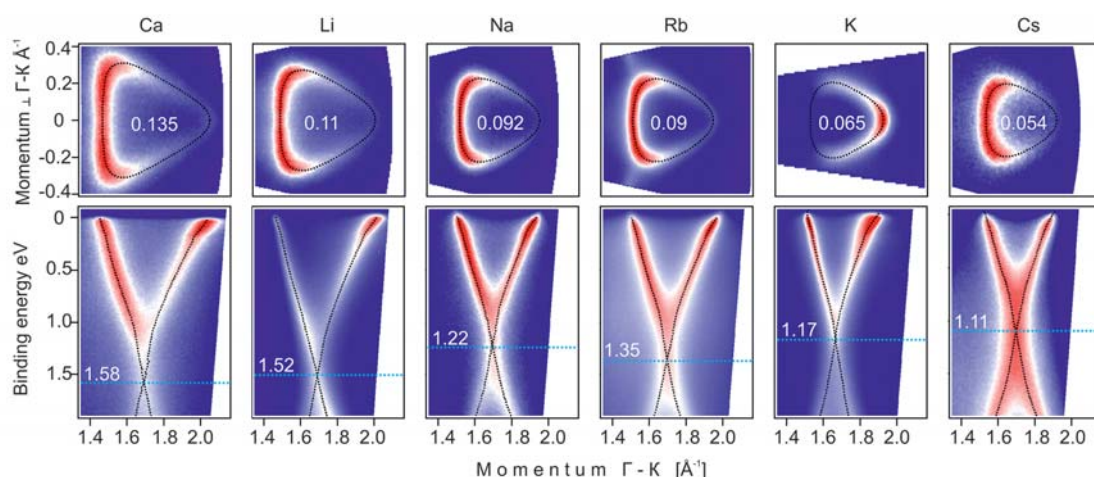 Ca Li Na Rb K Cs
Momentum ⊥ Γ-K Å⁻¹
0.4
0.2
0
-0.2
-0.4
0.135 0.11 0.092 0.09 0.065 0.054
Binding energy eV
0
0.5
1.0
1.5
1.58 1.52 1.22 1.35 1.17 1.11
1.4 1.6 1.8 2.0 1.4 1.6 1.8 2.0 1.4 1.6 1.8 2.0 1.4 1.6 1.8 2.0 1.4 1.6 1.8 2.0 1.4 1.6 1.8 2.0
Momentum Γ-K [Å⁻¹]